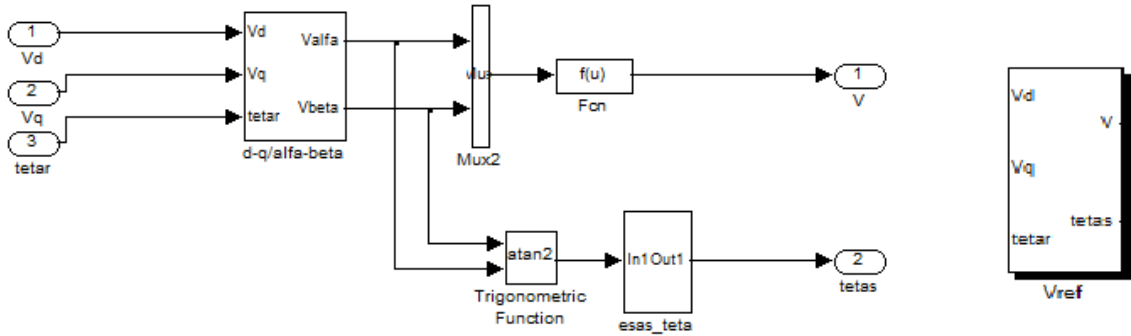 1
Vd
2
Vq
3
tetar
Vd
Vq
tetar
Valfa
Vbeta
d-q/alfa-beta
Mux2
f(u)
Fcn
1
V
atan2
Trigonometric
Function
In1 Out1
esas_teta
2
tetas
Vd
Vq
tetar
V
tetas
Vref